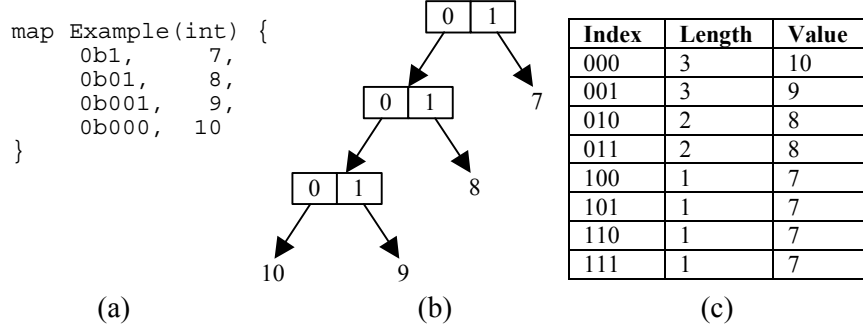 map Example(int) {
0b1, 7,
0b01, 8,
0b001, 9,
0b000, 10
}
(a)
0 1
0 1 7
0 1 8
10 9
(b)
Index Length Value
000 3 10
001 3 9
010 2 8
011 2 8
100 1 7
101 1 7
110 1 7
111 1 7
(c)